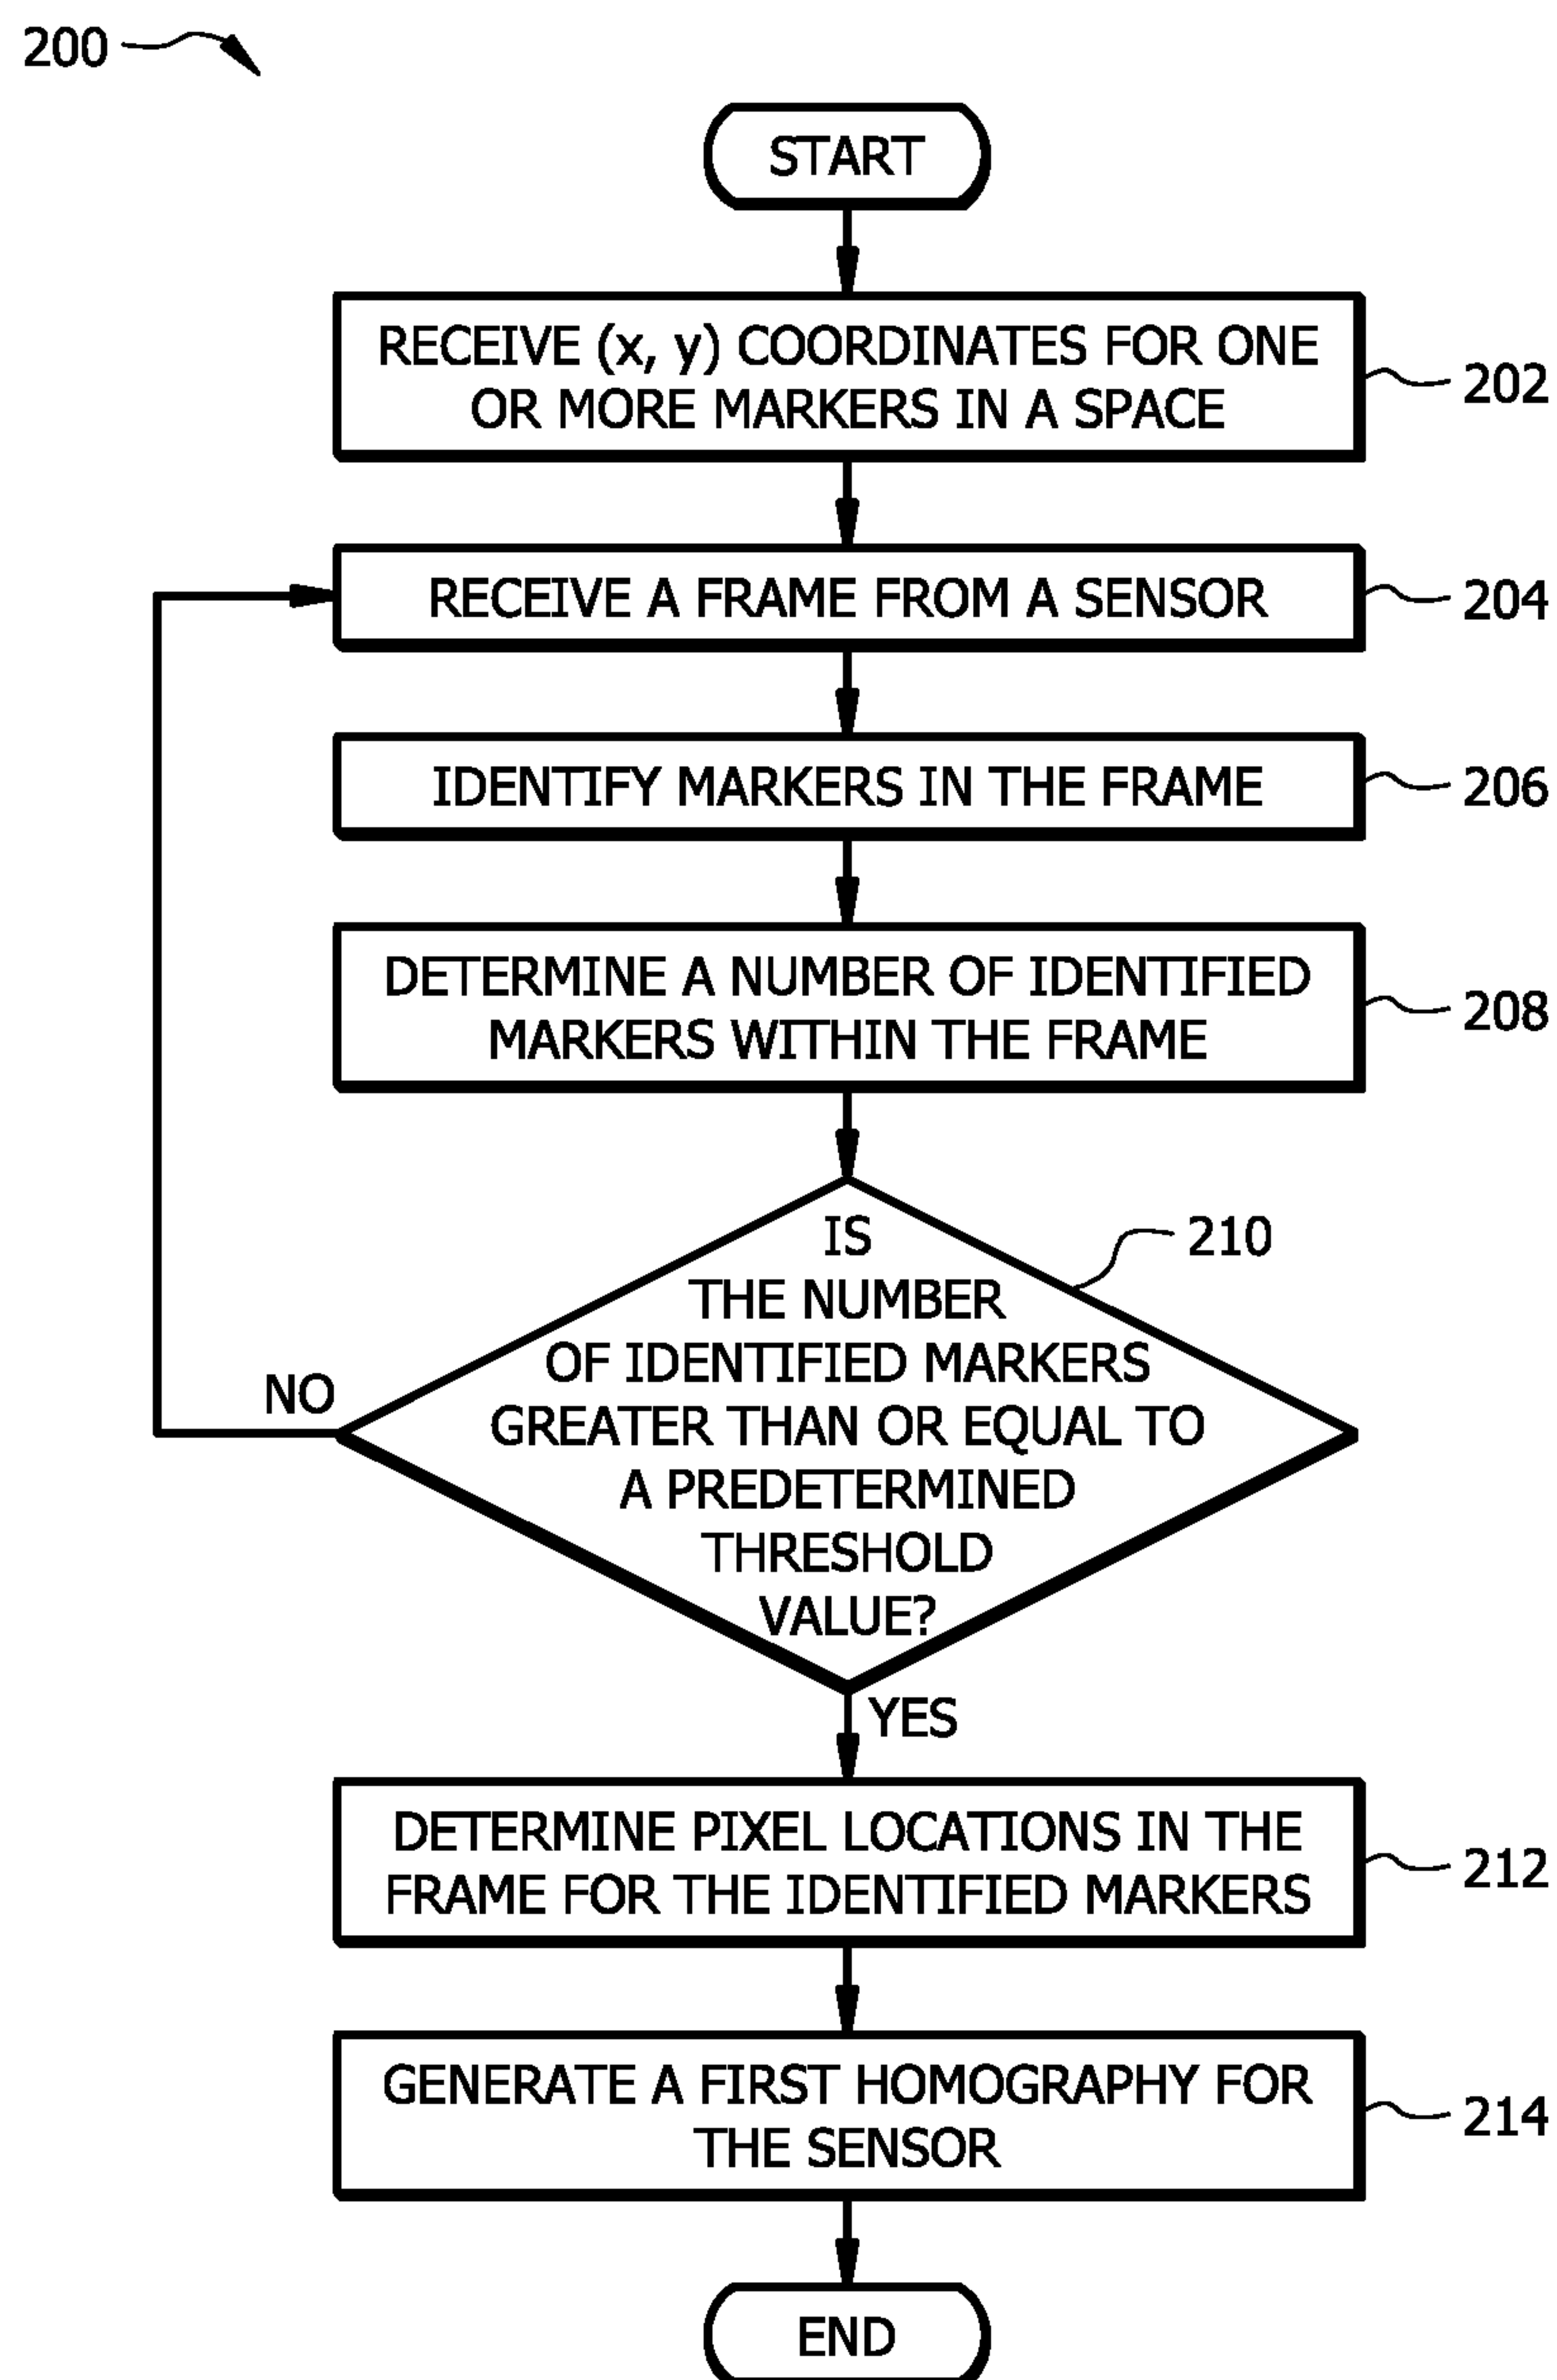 200
START
RECEIVE (x, y) COORDINATES FOR ONE
OR MORE MARKERS IN A SPACE
202
RECEIVE A FRAME FROM A SENSOR
204
IDENTIFY MARKERS IN THE FRAME
206
DETERMINE A NUMBER OF IDENTIFIED
MARKERS WITHIN THE FRAME
208
IS
THE NUMBER
OF IDENTIFIED MARKERS
GREATER THAN OR EQUAL TO
A PREDETERMINED
THRESHOLD
VALUE?
210
NO
YES
DETERMINE PIXEL LOCATIONS IN THE
FRAME FOR THE IDENTIFIED MARKERS
212
GENERATE A FIRST HOMOGRAPHY FOR
THE SENSOR
214
END